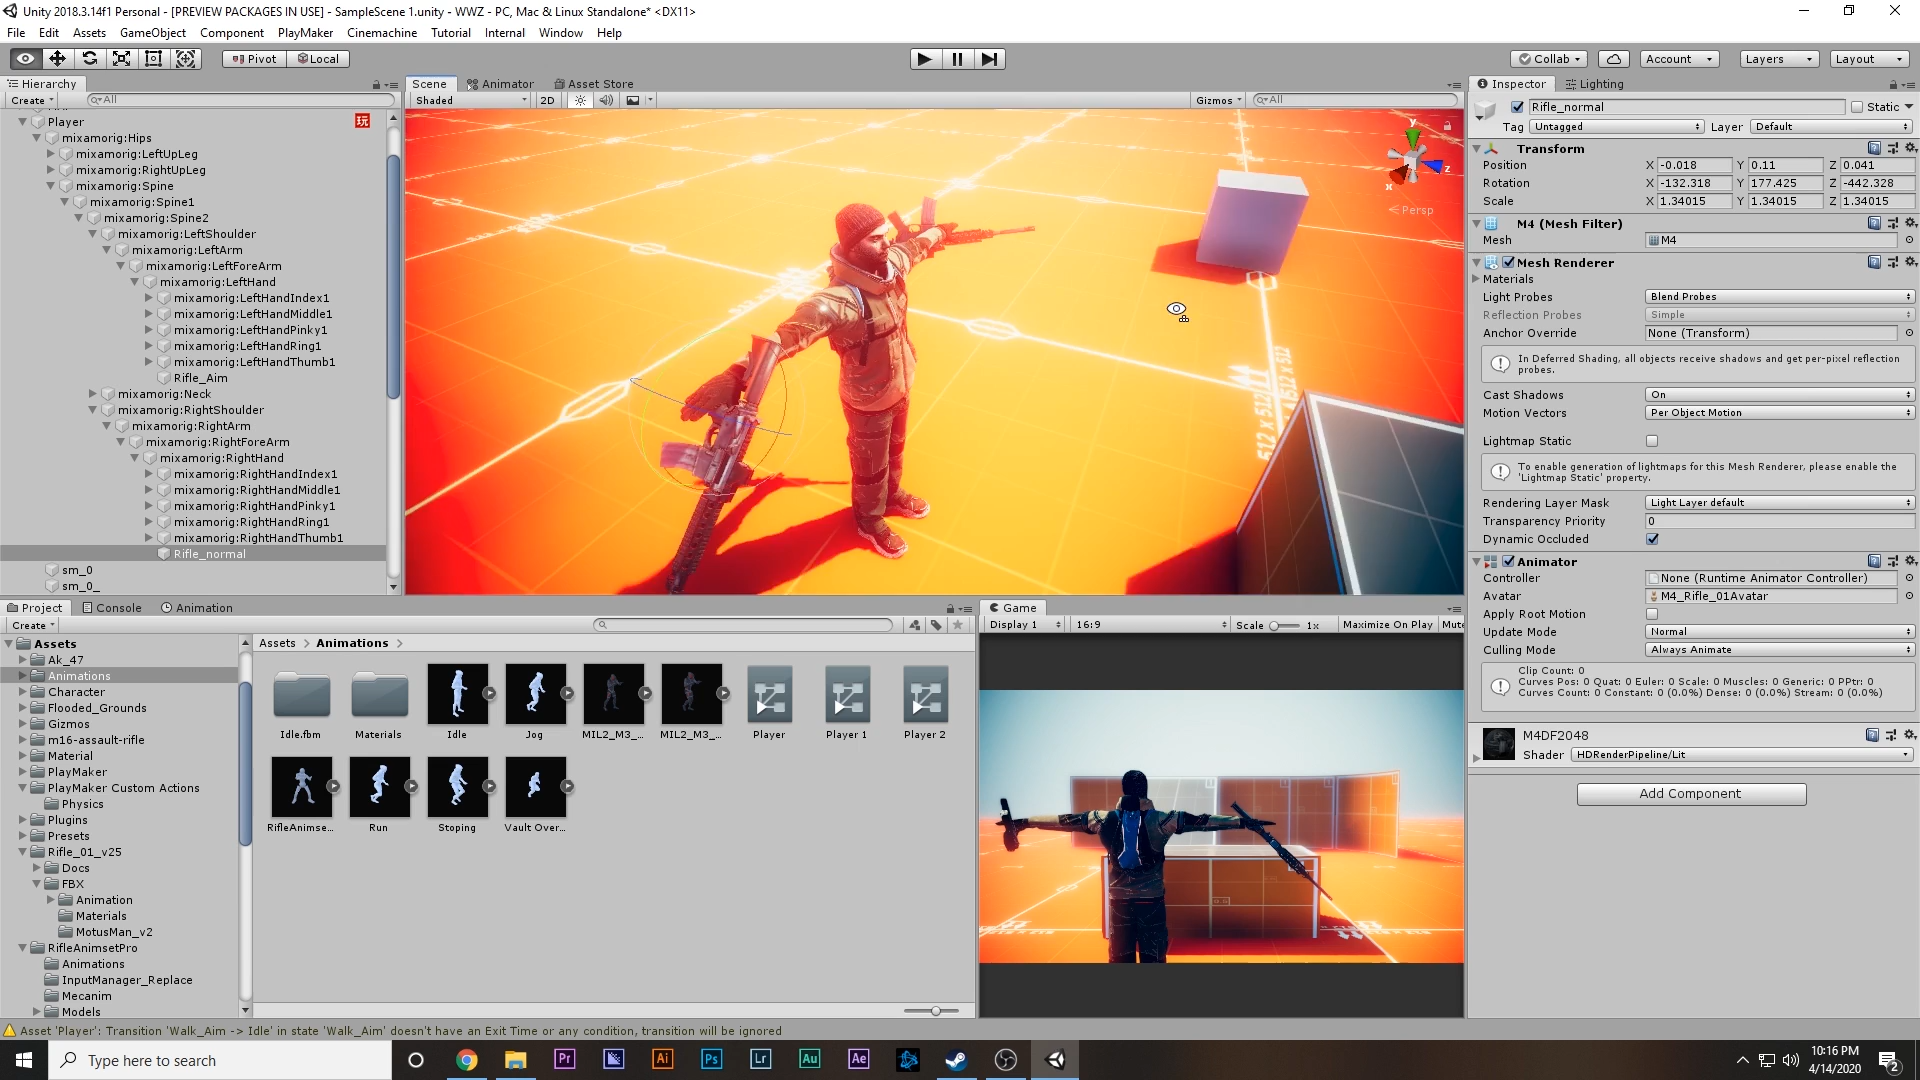 Unity 2018.3.14f1 Personal - [PREVIEW PACKAGES IN USE] - SampleScene 1.unity - WWZ - PC, Mac & Linux Standalone* <DX11>
File Edit Assets GameObject Component PlayMaker Cinemachine Tutorial Internal Window Help
Pivot Local Collab Account Layers Layout
Hierarchy
Create All
Player 玩
mixamorig:Hips
mixamorig:LeftUpLeg
mixamorig:RightUpLeg
mixamorig:Spine
mixamorig:Spine1
mixamorig:Spine2
mixamorig:LeftShoulder
mixamorig:LeftArm
mixamorig:LeftForeArm
mixamorig:LeftHand
mixamorig:LeftHandIndex1
mixamorig:LeftHandMiddle1
mixamorig:LeftHandPinky1
mixamorig:LeftHandRing1
mixamorig:LeftHandThumb1
Rifle_Aim
mixamorig:Neck
mixamorig:RightShoulder
mixamorig:RightArm
mixamorig:RightForeArm
mixamorig:RightHand
mixamorig:RightHandIndex1
mixamorig:RightHandMiddle1
mixamorig:RightHandPinky1
mixamorig:RightHandRing1
mixamorig:RightHandThumb1
Rifle_normal
sm_0
sm_0_
Scene Animator Asset Store
Shaded 2D Gizmos All
y
z
x
Persp
512 x 512
512 x 512
Inspector Lighting
Rifle_normal Static
Tag Untagged Layer Default
Transform
Position X -0.018 Y 0.11 Z 0.041
Rotation X -132.318 Y 177.425 Z -442.328
Scale X 1.34015 Y 1.34015 Z 1.34015
M4 (Mesh Filter)
Mesh M4
Mesh Renderer
Materials
Light Probes Blend Probes
Reflection Probes Simple
Anchor Override None (Transform)
In Deferred Shading, all objects receive shadows and get per-pixel reflection
probes.
Cast Shadows On
Motion Vectors Per Object Motion
Lightmap Static
To enable generation of lightmaps for this Mesh Renderer, please enable the
'Lightmap Static' property.
Rendering Layer Mask Light Layer default
Transparency Priority 0
Dynamic Occluded
Animator
Controller None (Runtime Animator Controller)
Avatar M4_Rifle_01Avatar
Apply Root Motion
Update Mode Normal
Culling Mode Always Animate
Clip Count: 0
Curves Pos: 0 Quat: 0 Euler: 0 Scale: 0 Muscles: 0 Generic: 0 PPtr: 0
Curves Count: 0 Constant: 0 (0.0%) Dense: 0 (0.0%) Stream: 0 (0.0%)
M4DF2048
Shader HDRenderPipeline/Lit
Add Component
Project Console Animation
Create
Assets
Ak_47
Animations
Character
Flooded_Grounds
Gizmos
m16-assault-rifle
Material
PlayMaker
PlayMaker Custom Actions
Physics
Plugins
Presets
Rifle_01_v25
Docs
FBX
Animation
Materials
MotusMan_v2
RifleAnimsetPro
Animations
InputManager_Replace
Mecanim
Models
Assets > Animations >
Idle.fbm Materials Idle Jog MIL2_M3_... MIL2_M3_... Player Player 1 Player 2
RifleAnimse... Run Stoping Vault Over...
Game
Display 1 16:9 Scale 1x Maximize On Play Mute
Asset 'Player': Transition 'Walk_Aim -> Idle' in state 'Walk_Aim' doesn't have an Exit Time or any condition, transition will be ignored
Type here to search
Pr Ai Ps Lr Au Ae
10:16 PM
4/14/2020
2